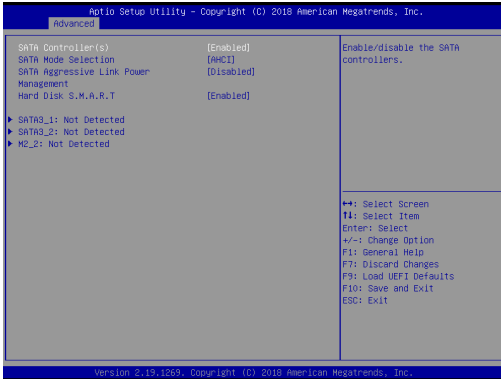 Aptio Setup Utility – Copyright (C) 2018 American Megatrends, Inc.
Advanced
SATA Controller(s) [Enabled]
SATA Mode Selection [AHCI]
SATA Aggressive Link Power [Disabled]
Management
Hard Disk S.M.A.R.T [Enabled]
SATA3_1: Not Detected
SATA3_2: Not Detected
M2_2: Not Detected
Enable/disable the SATA
controllers.
↔: Select Screen
↑↓: Select Item
Enter: Select
+/-: Change Option
F1: General Help
F7: Discard Changes
F9: Load UEFI Defaults
F10: Save and Exit
ESC: Exit
Version 2.19.1269. Copyright (C) 2018 American Megatrends, Inc.